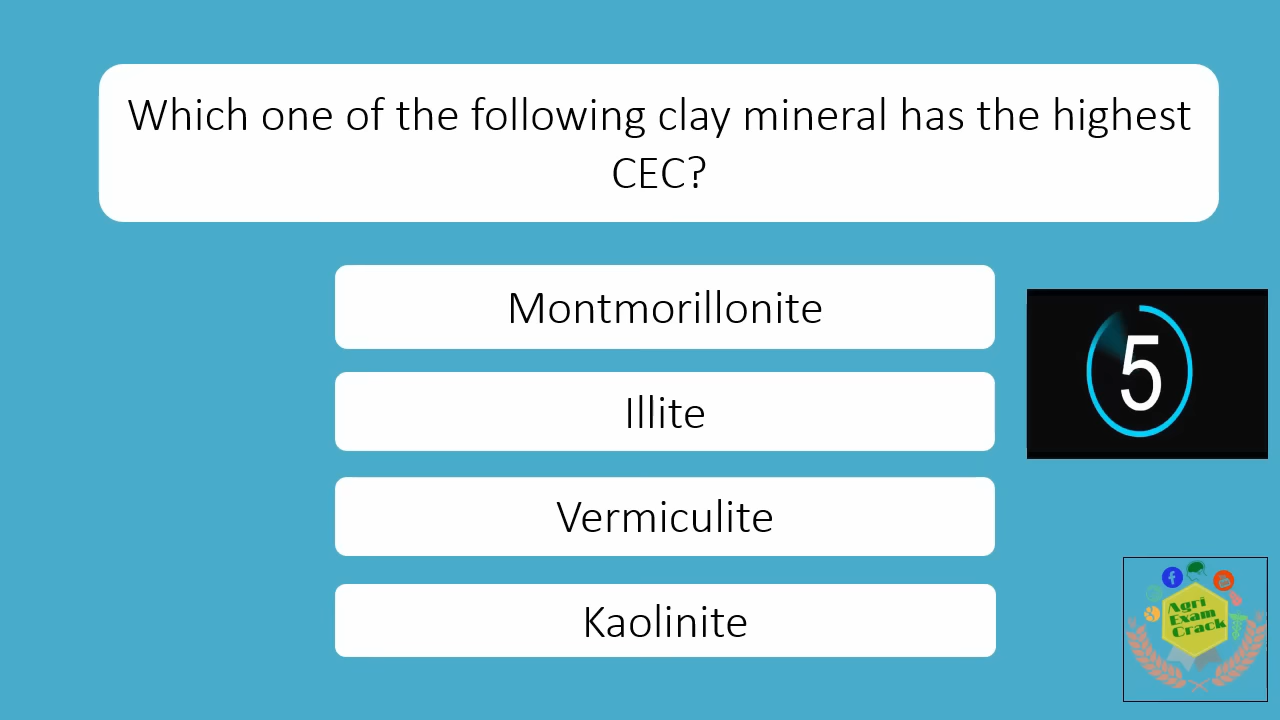 Which one of the following clay mineral has the highest
CEC?
Montmorillonite
Illite
5
Vermiculite
Kaolinite
Agri
Exam
Crack